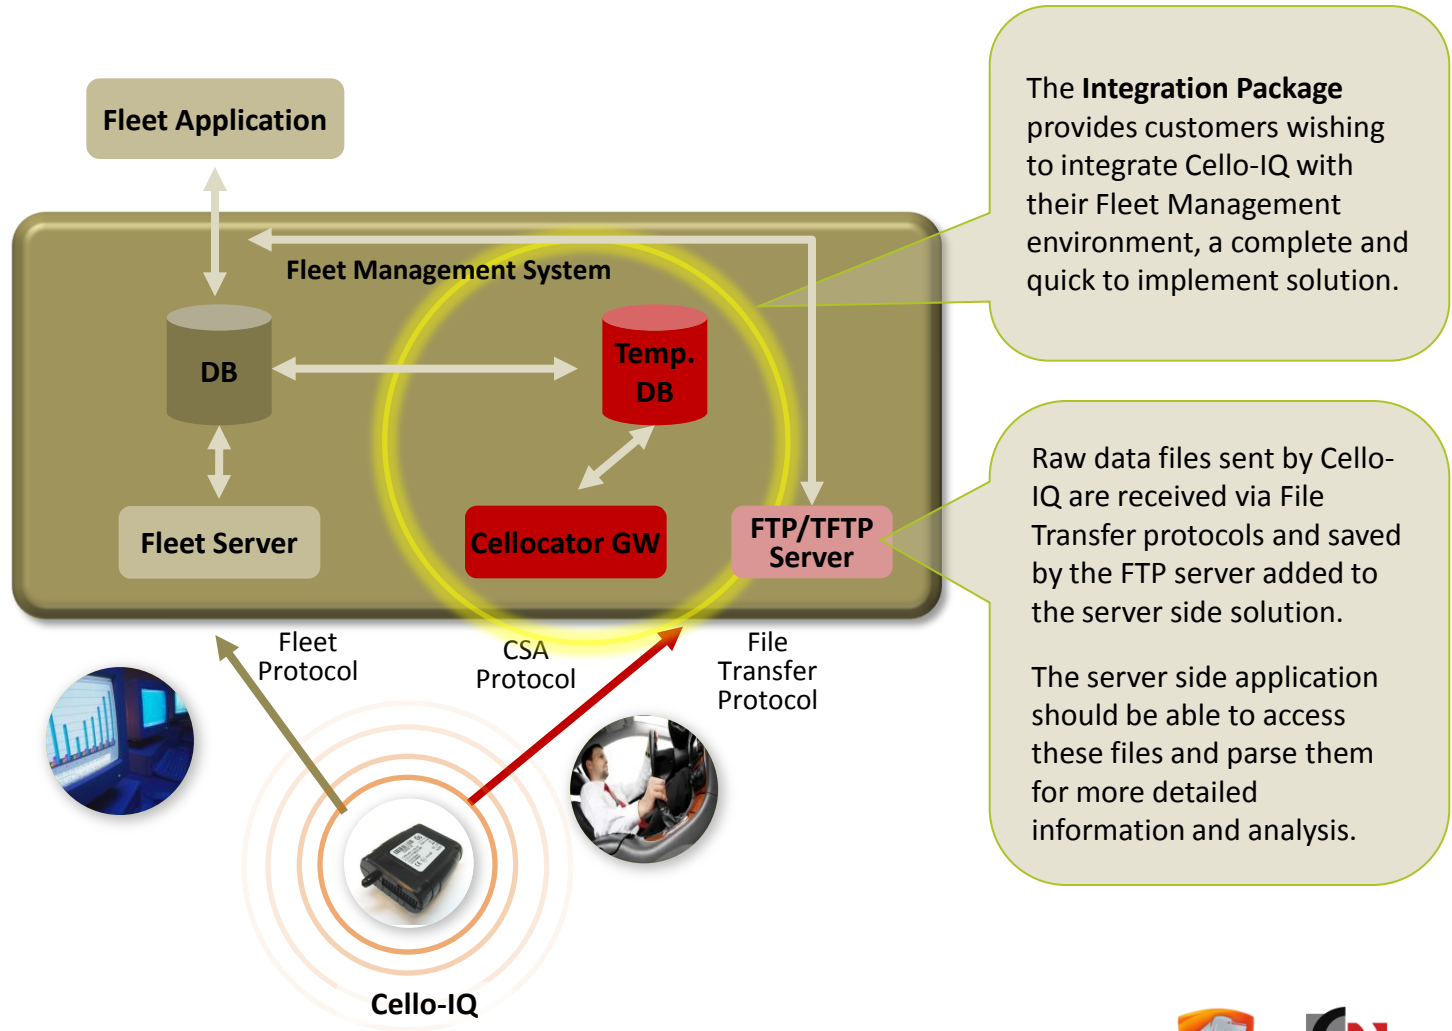 Fleet Application
Fleet Management System
DB
Temp.
DB
Fleet Server
Cellocator GW
FTP/TFTP
Server
Fleet
Protocol
CSA
Protocol
File
Transfer
Protocol
Cello-IQ
The Integration Package
provides customers wishing
to integrate Cello-IQ with
their Fleet Management
environment, a complete and
quick to implement solution.
Raw data files sent by Cello-
IQ are received via File
Transfer protocols and saved
by the FTP server added to
the server side solution.
The server side application
should be able to access
these files and parse them
for more detailed
information and analysis.